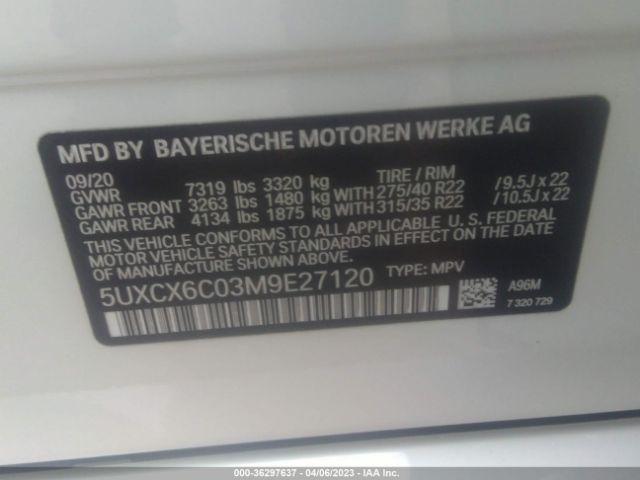 MFD BY BAYERISCHE MOTOREN WERKE AG
09/20 TIRE / RIM
GVWR 7319 lbs 3320 kg
GAWR FRONT 3263 lbs 1480 kg WITH 275/40 R22 /9.5J x 22
GAWR REAR 4134 lbs 1875 kg WITH 315/35 R22 /10.5J x 22
THIS VEHICLE CONFORMS TO ALL APPLICABLE U. S. FEDERAL
MOTOR VEHICLE SAFETY STANDARDS IN EFFECT ON THE
DATE OF MANUFACTURE SHOWN ABOVE.
5UXCX6C03M9E27120 TYPE: MPV
A96M
7 320 729
000-36297637 - 04/06/2023 - IAA Inc.